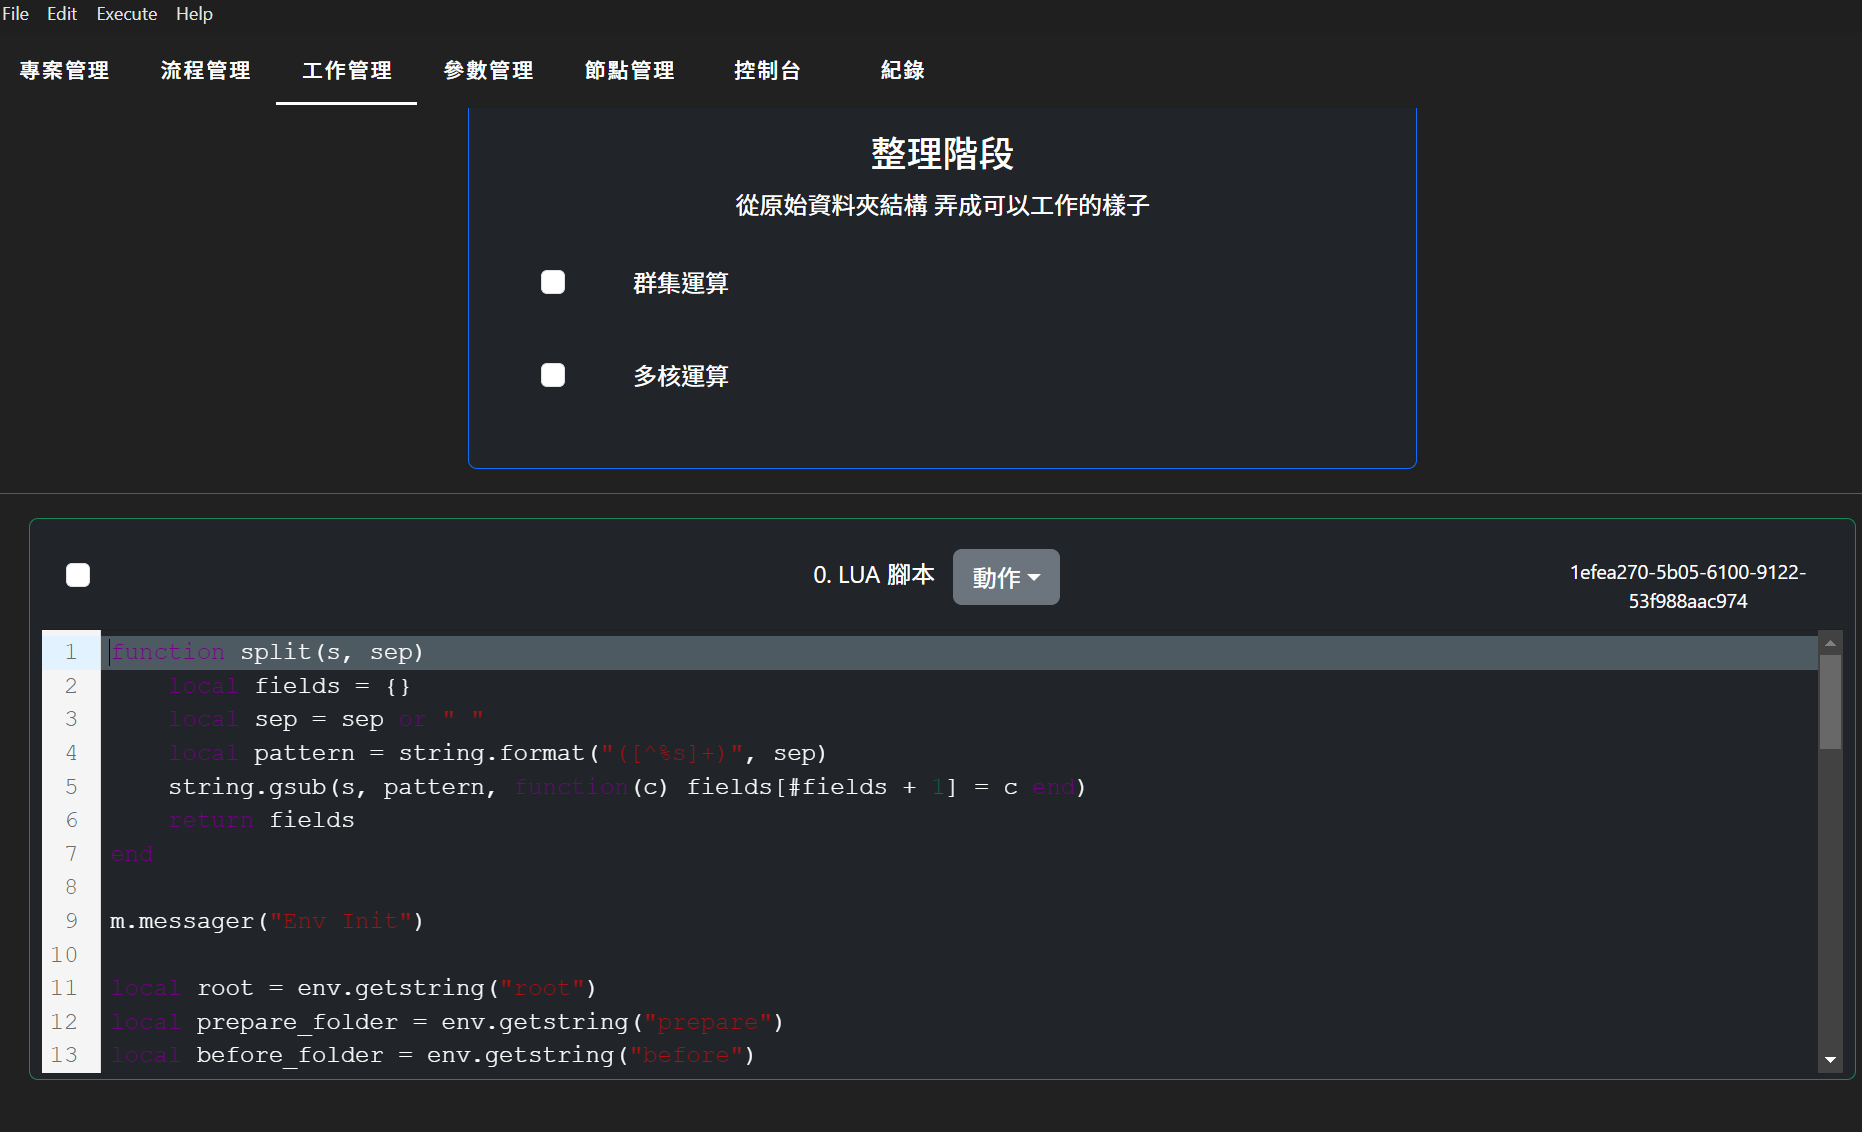 File Edit Execute Help
專案管理 流程管理 工作管理 參數管理 節點管理 控制台 紀錄
整理階段
從原始資料夾結構 弄成可以工作的樣子
群集運算
多核運算
0. LUA 腳本 動作 1efea270-5b05-6100-9122-
53f988aac974
1 function split(s, sep)
2     local fields = {}
3     local sep = sep or " "
4     local pattern = string.format("([^%s]+)", sep)
5     string.gsub(s, pattern, function(c) fields[#fields + 1] = c end)
6     return fields
7 end
8
9 m.messager("Env Init")
10
11 local root = env.getstring("root")
12 local prepare_folder = env.getstring("prepare")
13 local before_folder = env.getstring("before")